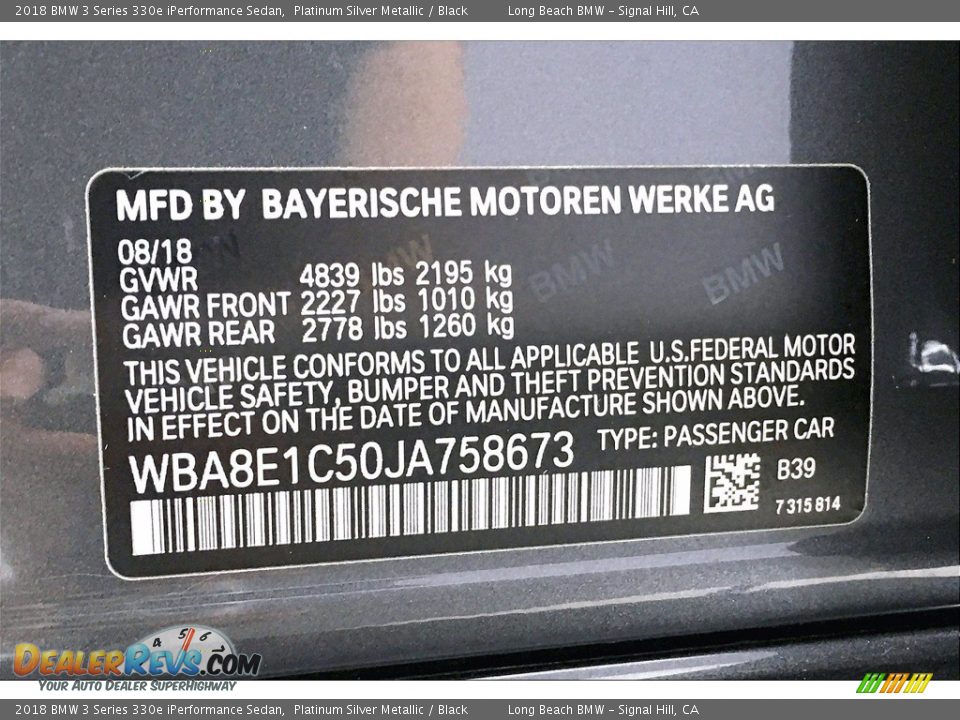 2018 BMW 3 Series 330e iPerformance Sedan, Platinum Silver Metallic / Black Long Beach BMW - Signal Hill, CA
MFD BY BAYERISCHE MOTOREN WERKE AG
08/18
GVWR 4839 lbs 2195 kg
GAWR FRONT 2227 lbs 1010 kg
GAWR REAR 2778 lbs 1260 kg
THIS VEHICLE CONFORMS TO ALL APPLICABLE U.S.FEDERAL MOTOR
VEHICLE SAFETY, BUMPER AND THEFT PREVENTION STANDARDS
IN EFFECT ON THE DATE OF MANUFACTURE SHOWN ABOVE.
WBA8E1C50JA758673 TYPE: PASSENGER CAR
B39
7 315 814
BMW BMW
4 5 6
DEALERREVS.COM
YOUR AUTO DEALER SUPERHIGHWAY
2018 BMW 3 Series 330e iPerformance Sedan, Platinum Silver Metallic / Black Long Beach BMW - Signal Hill, CA